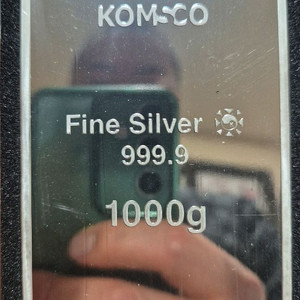 KOMSCO
Fine Silver
999.9
1000g